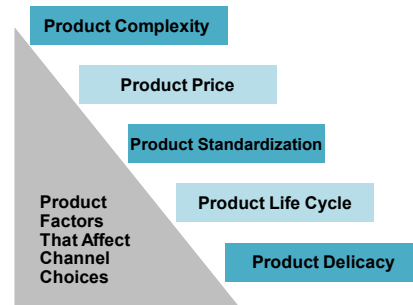 Product Complexity
Product Price
Product Standardization
Product Life Cycle
Product Delicacy
Product
Factors
That Affect
Channel
Choices